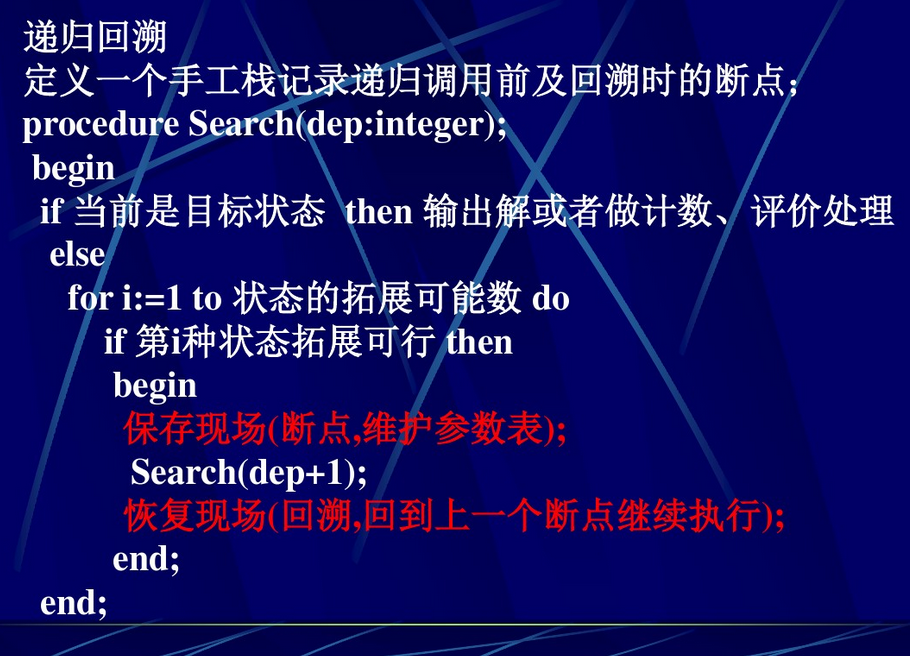 递归回溯
定义一个手工栈记录递归调用前及回溯时的断点;
procedure Search(dep:integer);
begin
if 当前是目标状态 then 输出解或者做计数、评价处理
else
for i:=1 to 状态的拓展可能数 do
if 第i种状态拓展可行 then
begin
保存现场(断点,维护参数表);
Search(dep+1);
恢复现场(回溯,回到上一个断点继续执行);
end;
end;